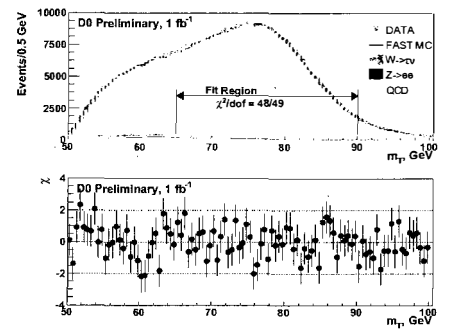 D0 Preliminary, 1 fb⁻¹
DATA
FAST MC
W->τν
Z->ee
QCD
Fit Region
χ²/dof = 48/49
Events/0.5 GeV
10000
7500
5000
2500
0
50 60 70 80 90 100
m_T, GeV
D0 Preliminary, 1 fb⁻¹
χ
4
2
0
-2
-4
50 60 70 80 90 100
m_T, GeV